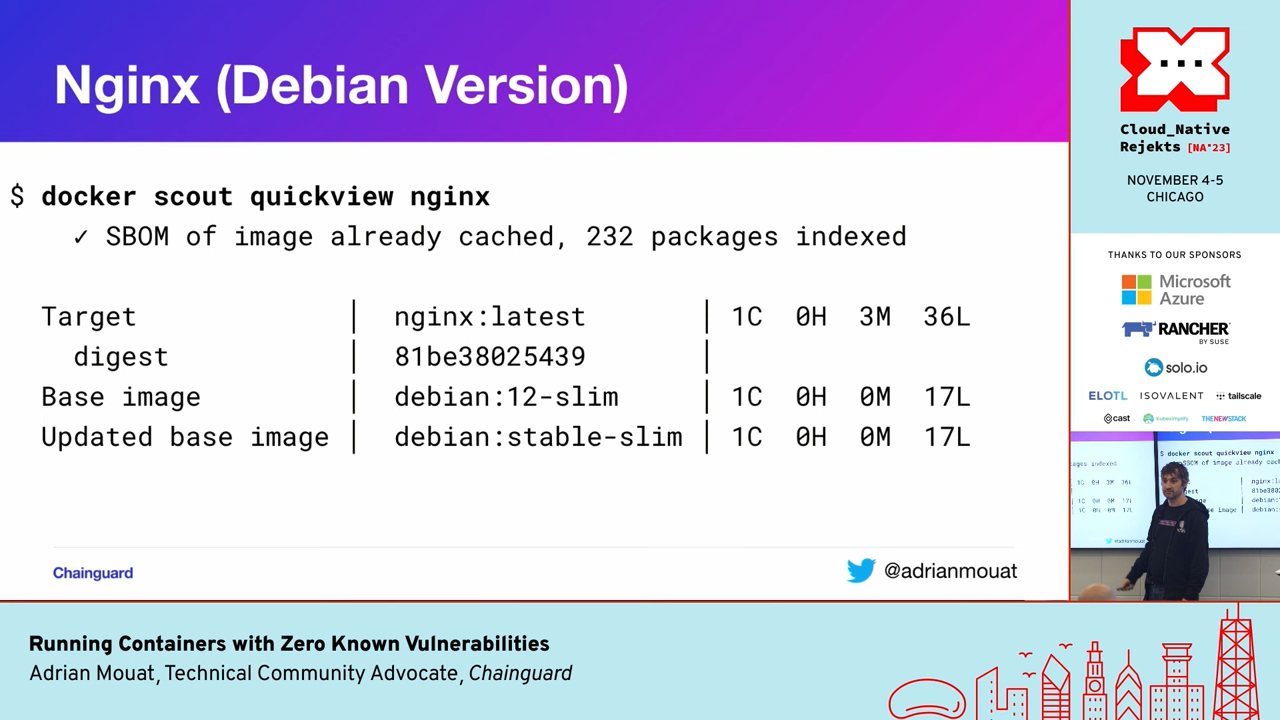 Nginx (Debian Version)
$ docker scout quickview nginx
✓ SBOM of image already cached, 232 packages indexed
Target | nginx:latest | 1C 0H 3M 36L
digest | 81be38025439 |
Base image | debian:12-slim | 1C 0H 0M 17L
Updated base image | debian:stable-slim | 1C 0H 0M 17L
Chainguard
@adrianmouat
Cloud_Native
Rejekts [NA'23]
NOVEMBER 4-5
CHICAGO
THANKS TO OUR SPONSORS
Microsoft
Azure
RANCHER
BY SUSE
solo.io
ELOTL ISOVALENT tailscale
cast THENEWSTACK
$ docker scout quickview nginx
Running Containers with Zero Known Vulnerabilities
Adrian Mouat, Technical Community Advocate, Chainguard